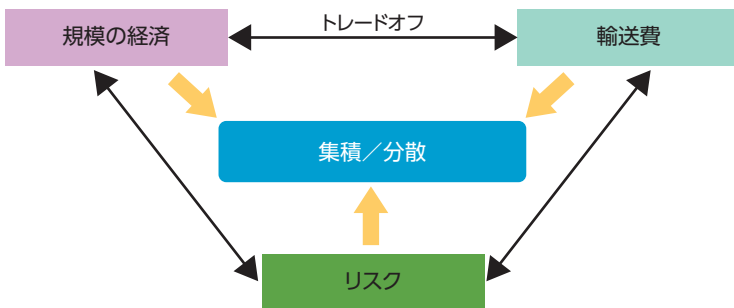 規模の経済
トレードオフ
輸送費
集積／分散
リスク